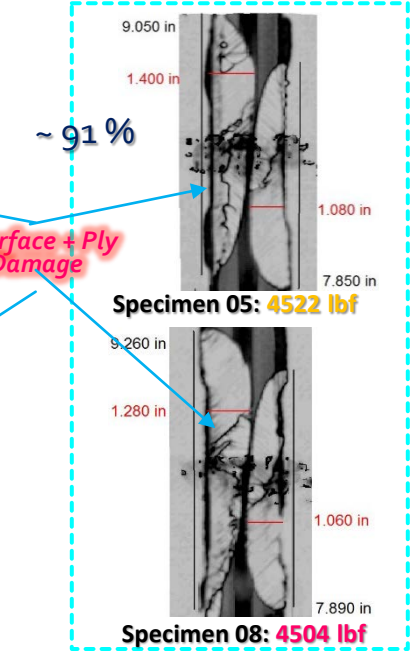 9.050 in
1.400 in
~ 91 %
1.080 in
rface + Ply
Damage
7.850 in
Specimen 05: 4522 lbf
9.260 in
1.280 in
1.060 in
7.890 in
Specimen 08: 4504 lbf